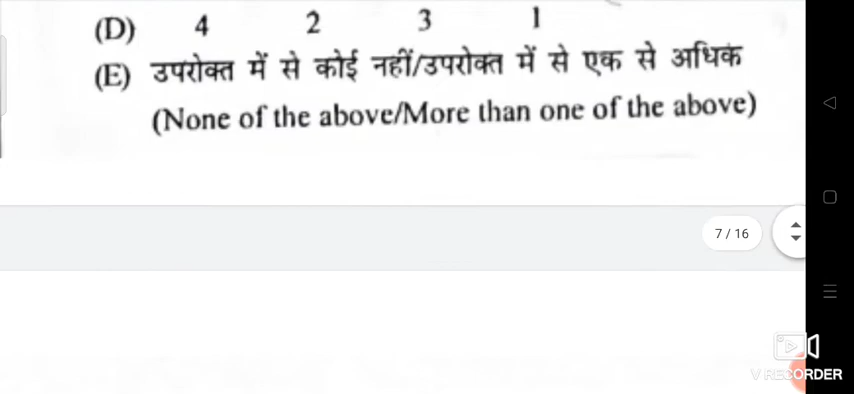 (D) 4 2 3 1
(E) उपरोक्त में से कोई नहीं/उपरोक्त में से एक से अधिक
(None of the above/More than one of the above)
7 / 16
V RECORDER